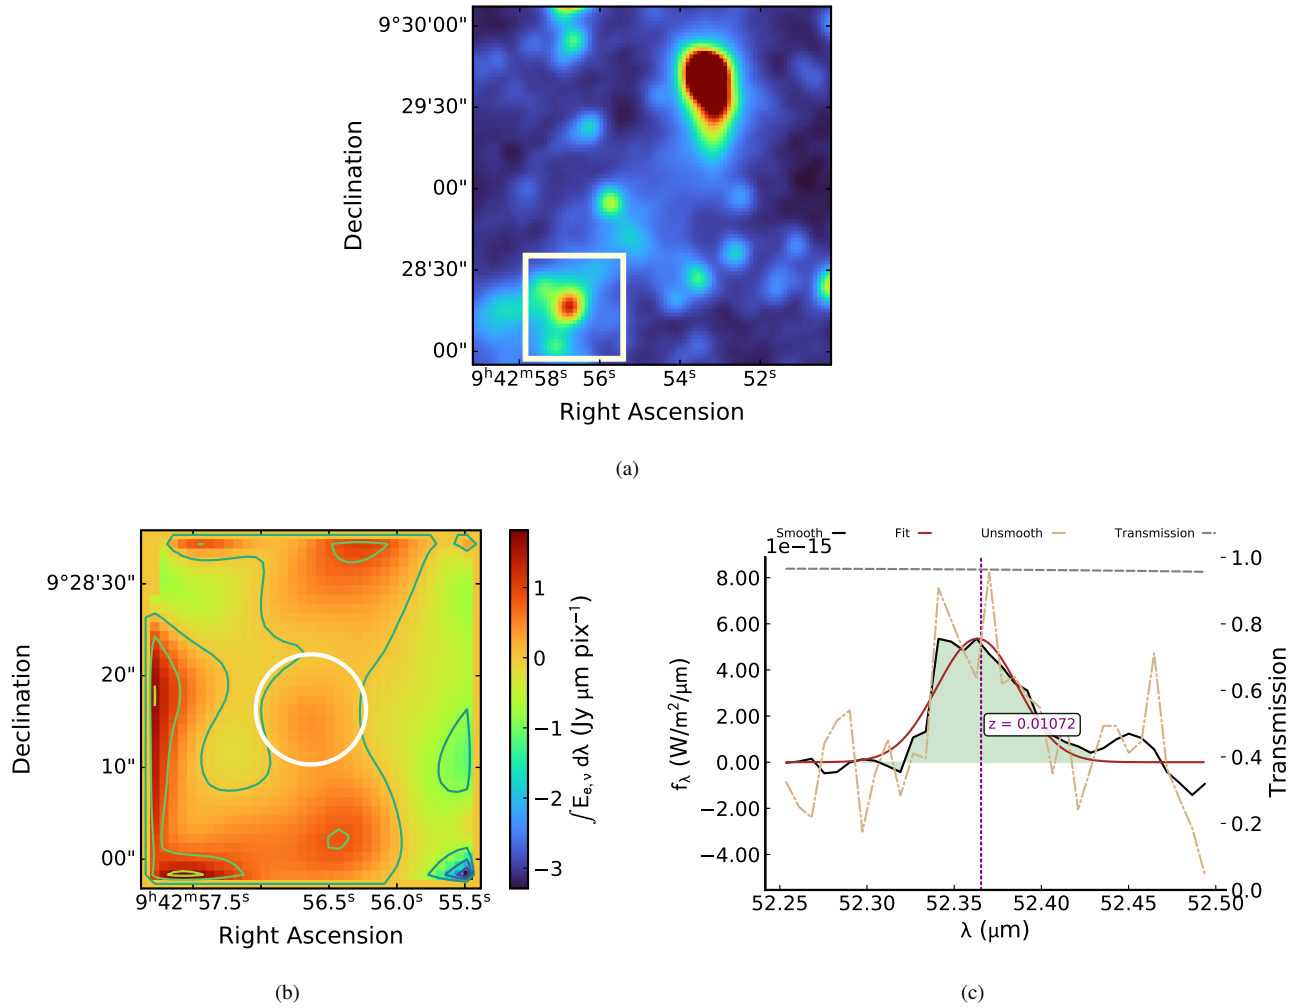 9°30'00"
29'30"
00"
28'30"
00"
Declination
9ʰ42ᵐ58ˢ 56ˢ 54ˢ 52ˢ
Right Ascension
(a)
9°28'30"
20"
10"
00"
Declination
9ʰ42ᵐ57.5ˢ 56.5ˢ 56.0ˢ 55.5ˢ
Right Ascension
1
0
−1
−2
−3
∫E_{e,ν} dλ (Jy μm pix⁻¹)
(b)
Smooth Fit Unsmooth Transmission
1e−15
8.00
6.00
4.00
2.00
0.00
−2.00
−4.00
f_λ (W/m²/μm)
z = 0.01072
1.0
0.8
0.6
0.4
0.2
0.0
Transmission
52.25 52.30 52.35 52.40 52.45 52.50
λ (μm)
(c)